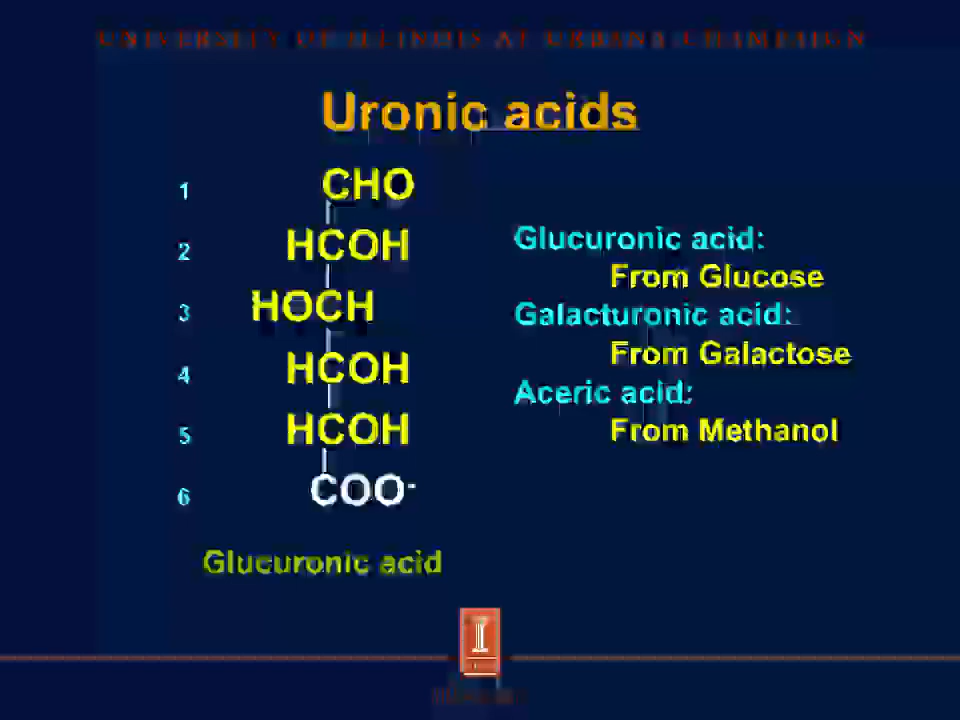 UNIVERSITY OF ILLINOIS AT URBANA-CHAMPAIGN
Uronic acids
1 CHO
2 HCOH
3 HOCH
4 HCOH
5 HCOH
6 COO-
Glucuronic acid
Glucuronic acid:
From Glucose
Galacturonic acid:
From Galactose
Aceric acid:
From Methanol
I